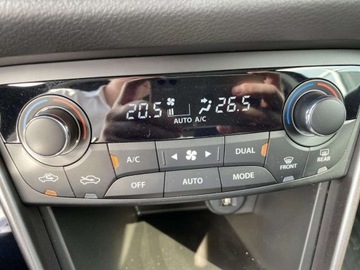 20.5 26.5
AUTO A/C
A/C DUAL
FRONT REAR
OFF AUTO MODE